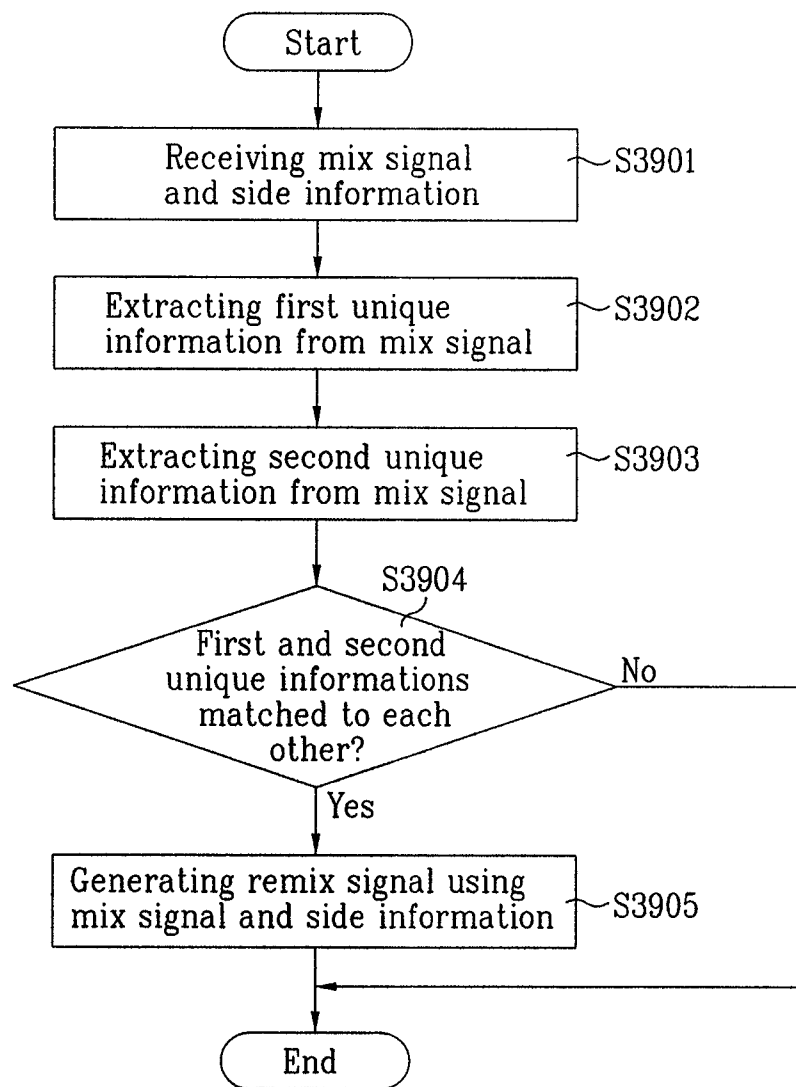 Start
Receiving mix signal
and side information
S3901
Extracting first unique
information from mix signal
S3902
Extracting second unique
information from mix signal
S3903
S3904
First and second
unique informations
matched to each
other?
No
Yes
Generating remix signal using
mix signal and side information
S3905
End